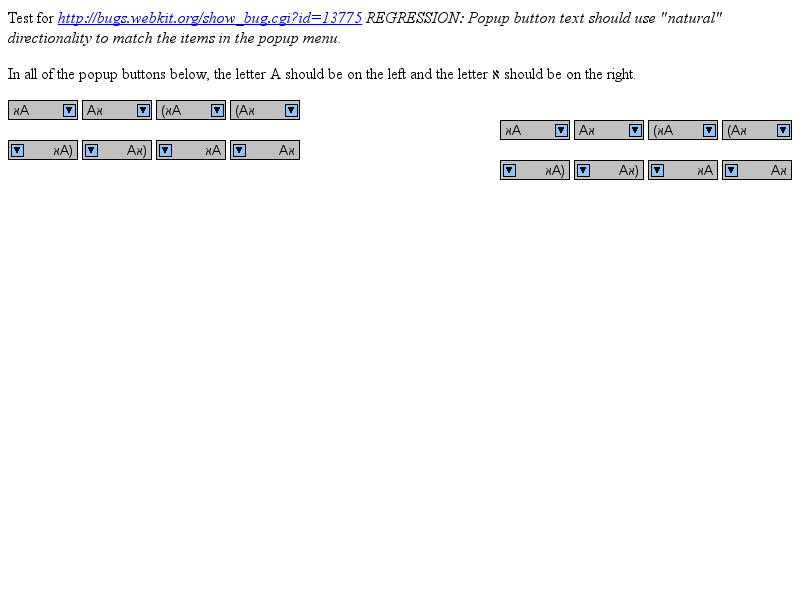 Test for http://bugs.webkit.org/show_bug.cgi?id=13775 REGRESSION: Popup button text should use "natural"
directionality to match the items in the popup menu.
In all of the popup buttons below, the letter A should be on the left and the letter א should be on the right.
אA Aא (אA (Aא
אA Aא (אA (Aא
אA) Aא) אA Aא
אA) Aא) אA Aא